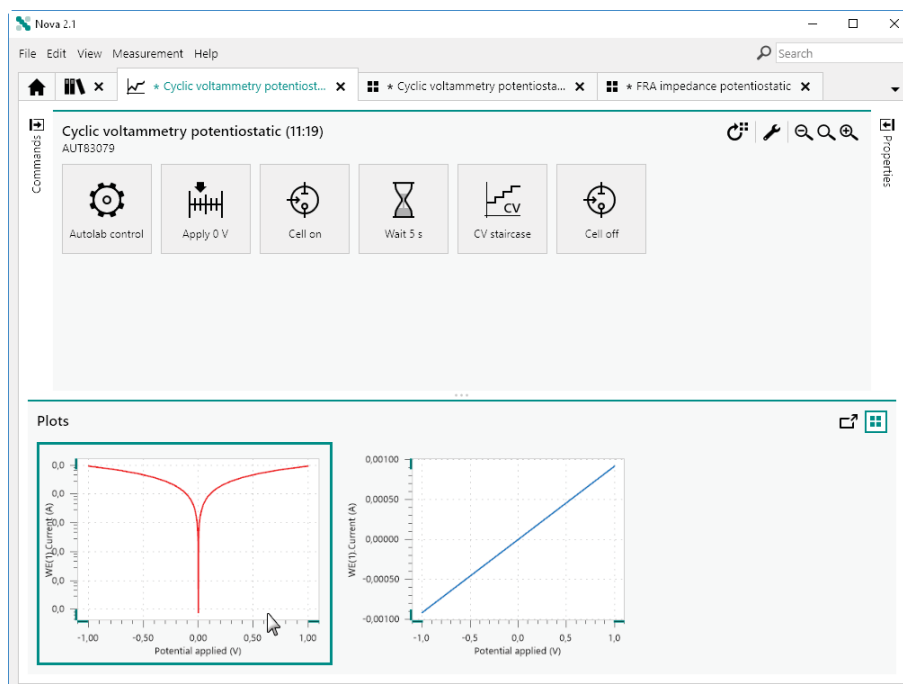 Nova 2.1
File Edit View Measurement Help
Search
* Cyclic voltammetry potentiost...
* Cyclic voltammetry potentiosta...
* FRA impedance potentiostatic
Commands
Cyclic voltammetry potentiostatic (11:19)
AUT83079
Properties
Autolab control
Apply 0 V
Cell on
Wait 5 s
CV
CV staircase
Cell off
Plots
WE(1).Current (A)
0,0
0,0
0,0
0,0
0,0
0,0
-1,00 -0,50 0,00 0,50 1,00
Potential applied (V)
WE(1).Current (A)
0,00100
0,00050
0,00000
-0,00050
-0,00100
-1,0 -0,5 0,0 0,5 1,0
Potential applied (V)